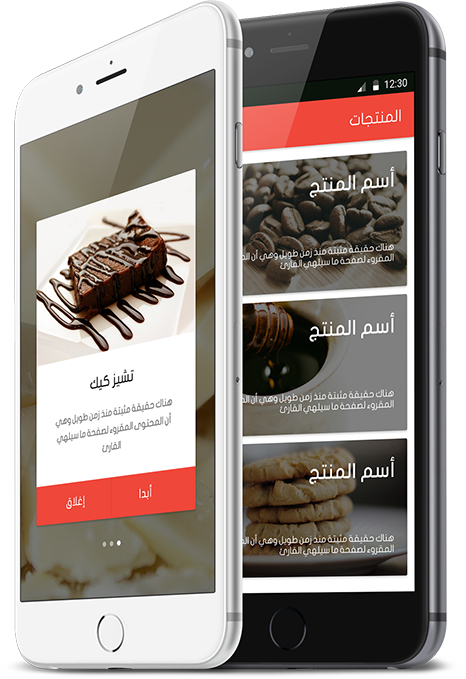 تشيز كيك
هناك حقيقة مثبتة منذ زمن طويل وهي
أن المحتوى المقروء لصفحة ما سيلهي
القارئ
أبدا
إغلاق
12:30
المنتجات
أسم المنتج
هناك حقيقة مثبتة منذ زمن طويل وهي أن
المقروء لصفحة ما سيلهي القارئ
أسم المنتج
هناك حقيقة مثبتة منذ زمن طويل وهي أن
المقروء لصفحة ما سيلهي القارئ
أسم المنتج
هناك حقيقة مثبتة منذ زمن طويل وهي أن
المقروء لصفحة ما سيلهي القارئ